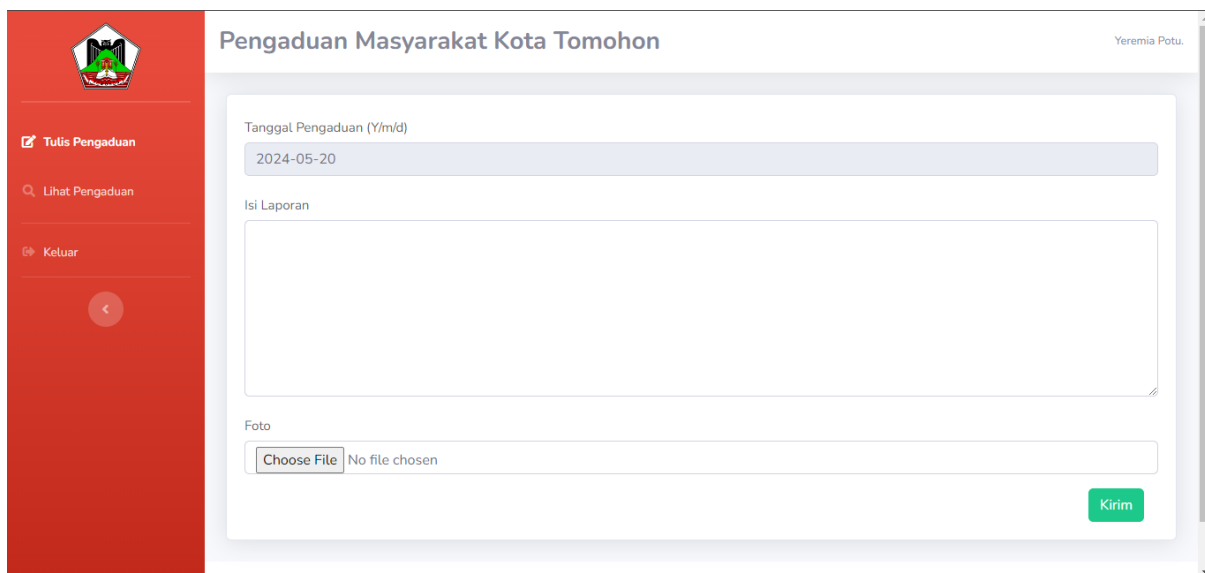 Pengaduan Masyarakat Kota Tomohon
Yeremia Potu.
Tulis Pengaduan
Lihat Pengaduan
Keluar
Tanggal Pengaduan (Y/m/d)
2024-05-20
Isi Laporan
Foto
Choose File No file chosen
Kirim